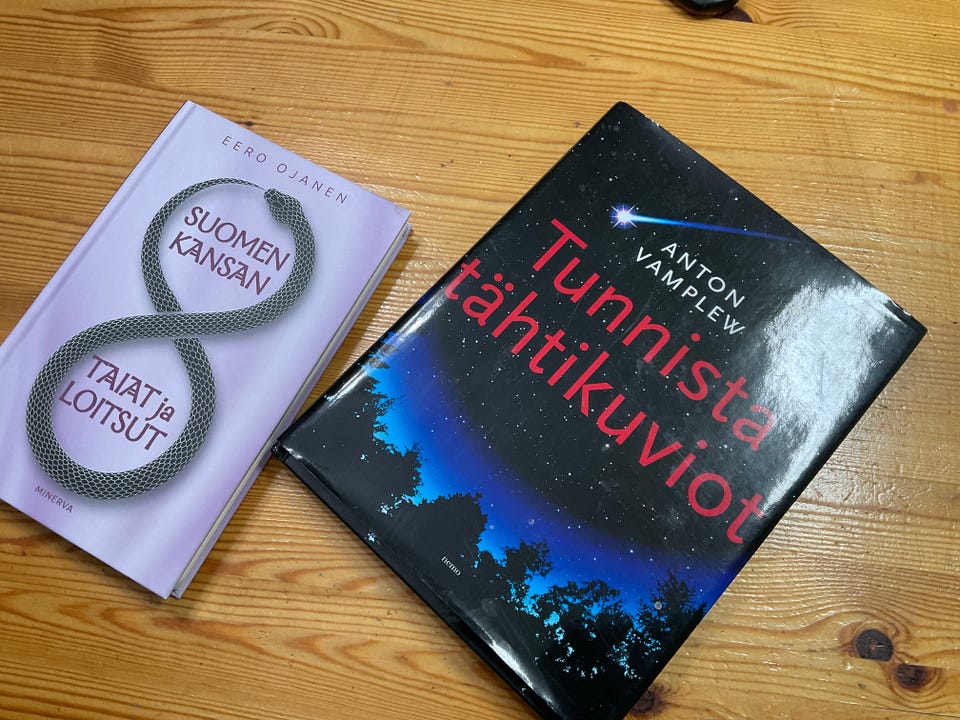 EERO OJANEN
SUOMEN
KANSAN
TAIAT ja
LOITSUT
MINERVA
ANTON
VAMPLEW
Tunnista
tähtikuviot
nemo